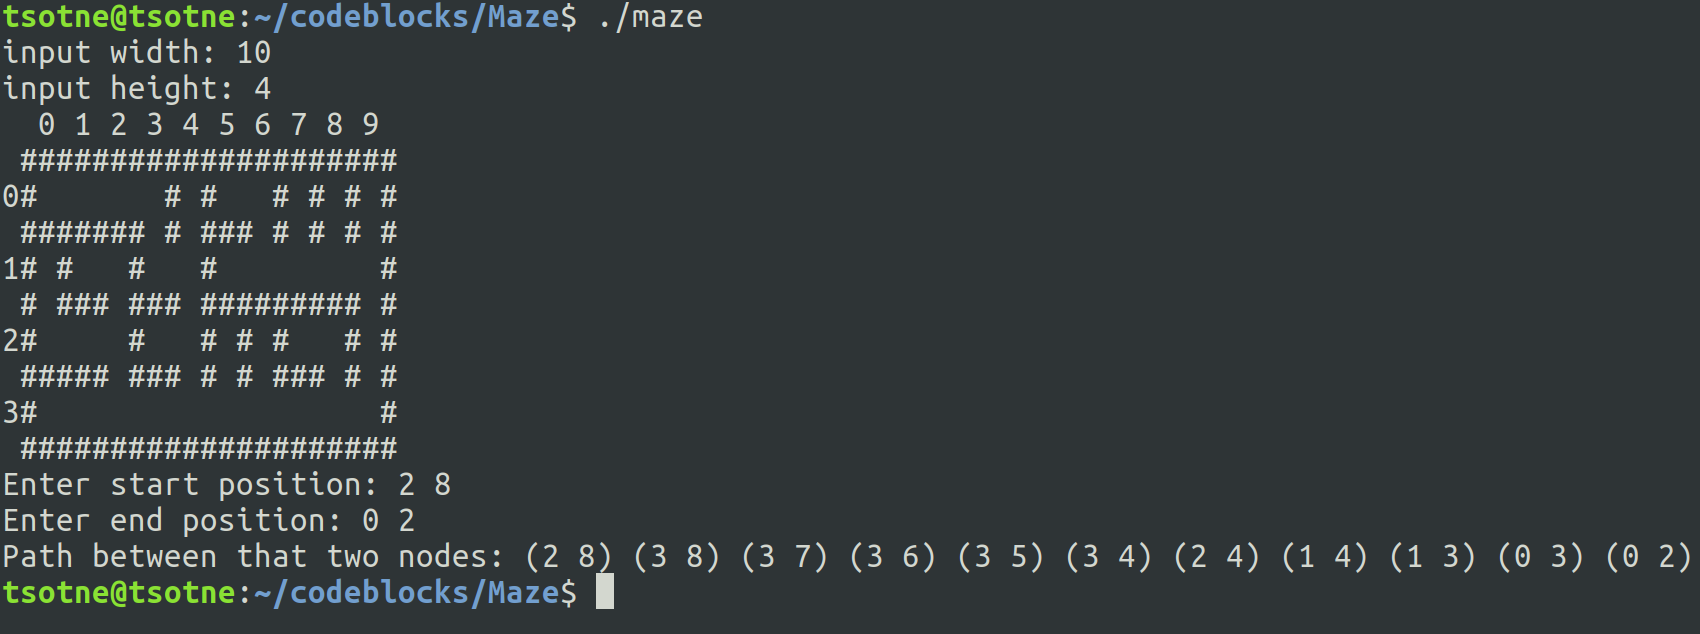 tsotne@tsotne:~/codeblocks/Maze$ ./maze
input width: 10
input height: 4
  0 1 2 3 4 5 6 7 8 9
 #####################
0#       # #   # # # #
 ####### # ### # # # #
1# #   #   #         #
 # ### ### ######### #
2#     #   # # #   # #
 ##### ### # # ### # #
3#                   #
 #####################
Enter start position: 2 8
Enter end position: 0 2
Path between that two nodes: (2 8) (3 8) (3 7) (3 6) (3 5) (3 4) (2 4) (1 4) (1 3) (0 3) (0 2)
tsotne@tsotne:~/codeblocks/Maze$